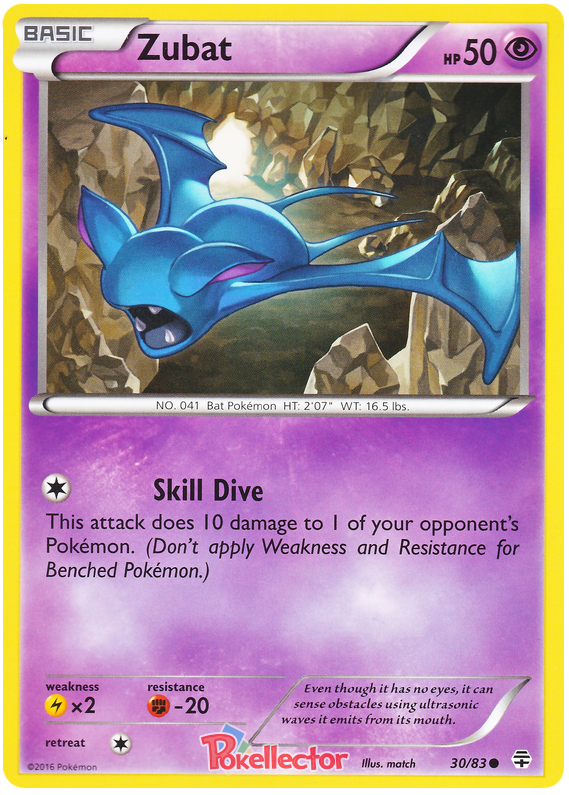 BASIC
Zubat
HP 50
NO. 041 Bat Pokémon HT: 2'07" WT: 16.5 lbs.
Skill Dive
This attack does 10 damage to 1 of your opponent's
Pokémon. (Don't apply Weakness and Resistance for
Benched Pokémon.)
weakness
×2
resistance
-20
retreat
Even though it has no eyes, it can
sense obstacles using ultrasonic
waves it emits from its mouth.
©2016 Pokémon
Pokellector
Illus. match
30/83